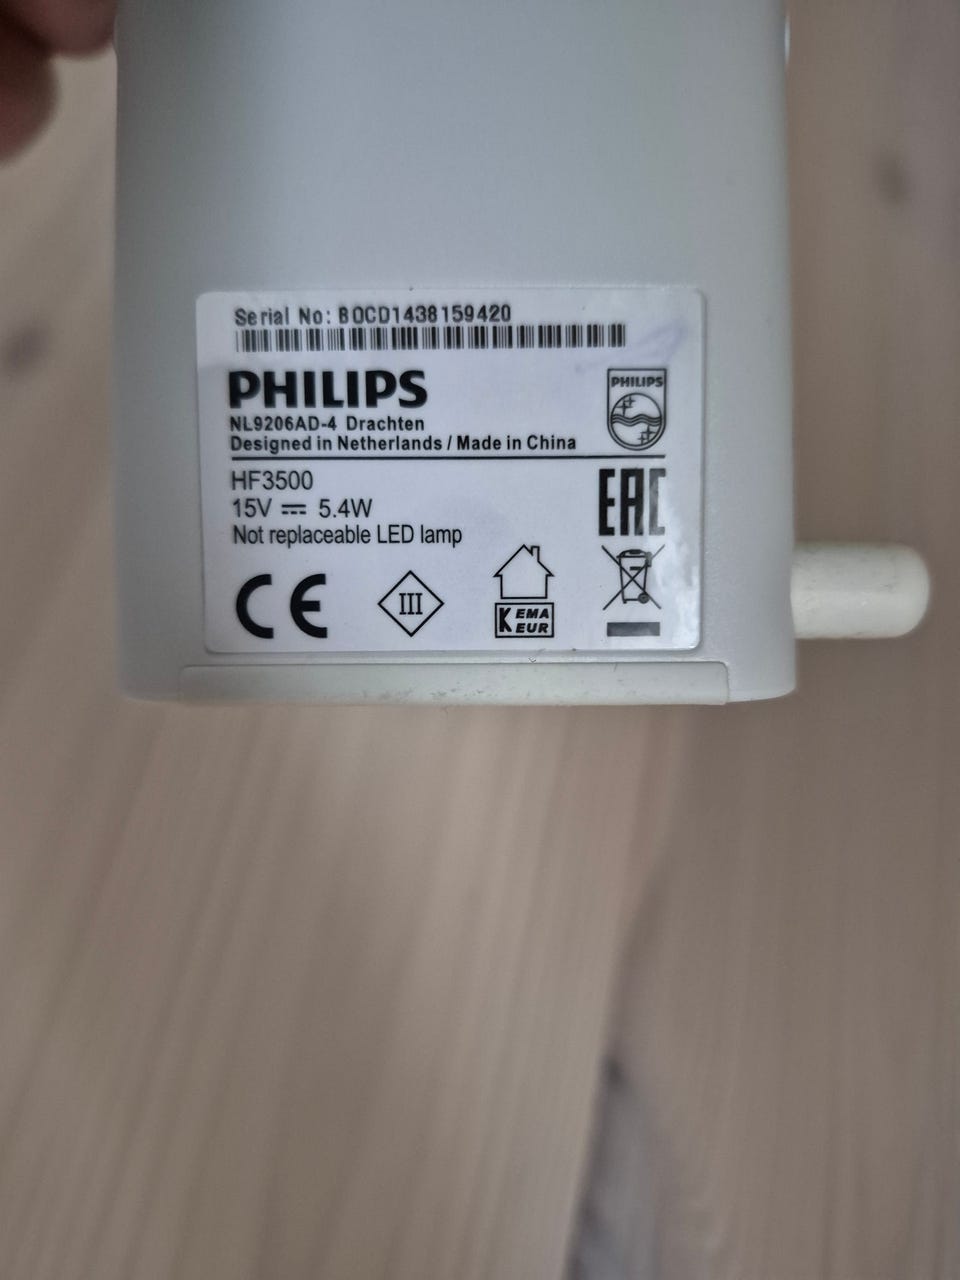 Serial No: BOCD1438159420
PHILIPS
NL9206AD-4 Drachten
Designed in Netherlands / Made in China
PHILIPS
HF3500
15V ⎓ 5.4W
Not replaceable LED lamp
EAC
CE
III
KEMA
EUR